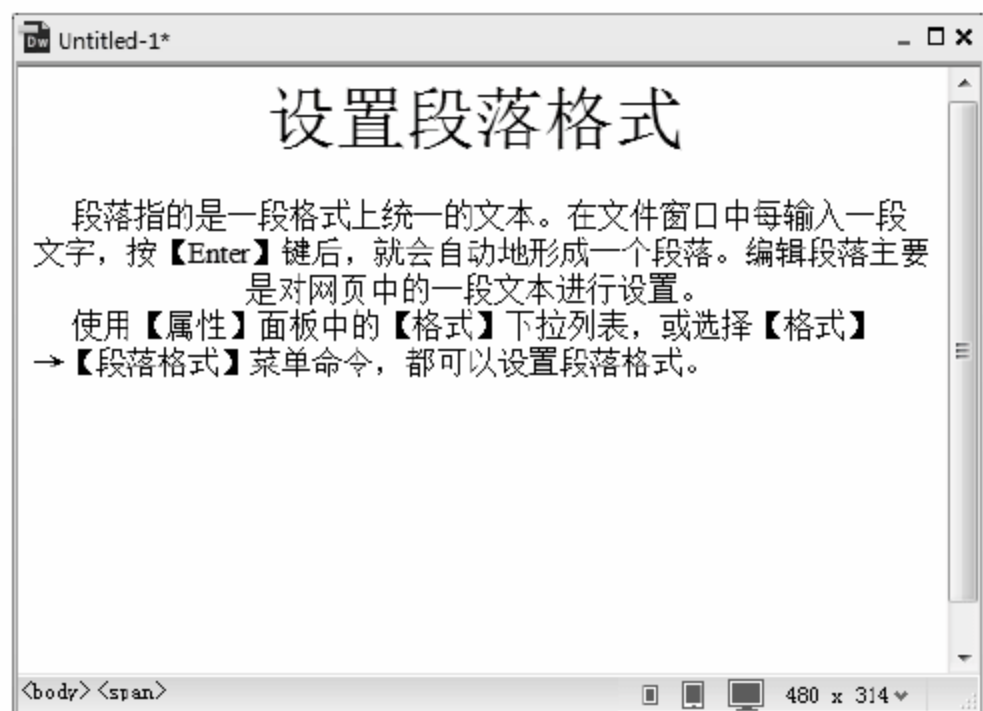 Dw Untitled-1*
设置段落格式
段落指的是一段格式上统一的文本。在文件窗口中每输入一段
文字，按【Enter】键后，就会自动地形成一个段落。编辑段落主要
是对网页中的一段文本进行设置。
使用【属性】面板中的【格式】下拉列表，或选择【格式】
→【段落格式】菜单命令，都可以设置段落格式。
<body><span> 480 x 314